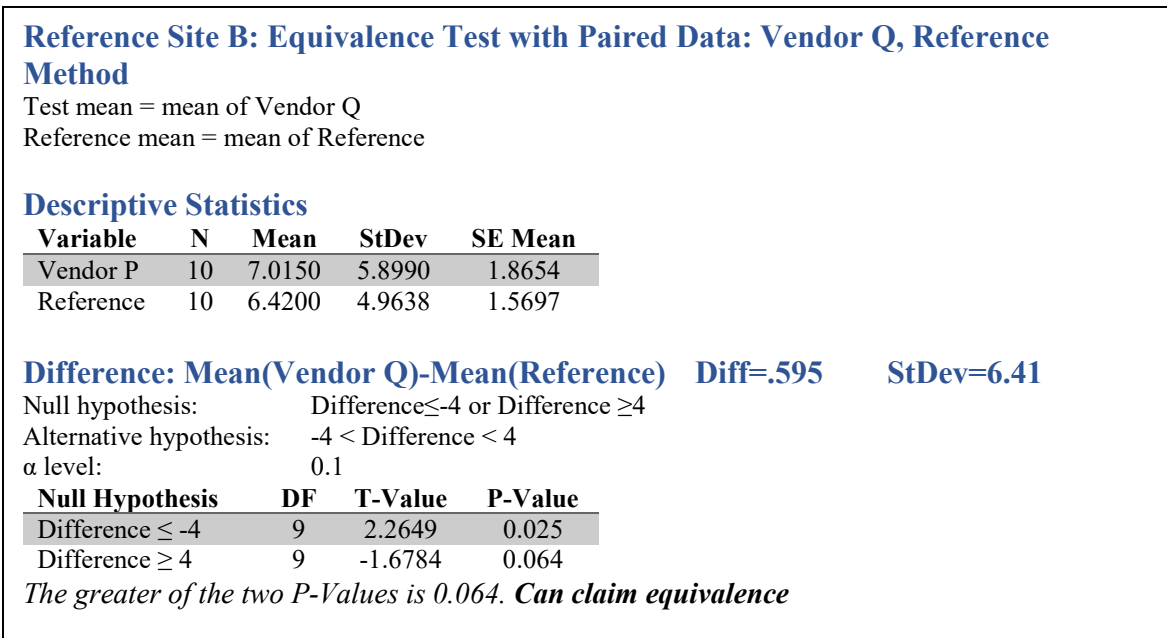 Reference Site B: Equivalence Test with Paired Data: Vendor Q, Reference
Method
Test mean = mean of Vendor Q
Reference mean = mean of Reference
Descriptive Statistics
Variable N Mean StDev SE Mean
Vendor P 10 7.0150 5.8990 1.8654
Reference 10 6.4200 4.9638 1.5697
Difference: Mean(Vendor Q)-Mean(Reference) Diff=.595 StDev=6.41
Null hypothesis: Difference≤-4 or Difference ≥4
Alternative hypothesis: -4 < Difference < 4
α level: 0.1
Null Hypothesis DF T-Value P-Value
Difference ≤ -4 9 2.2649 0.025
Difference ≥ 4 9 -1.6784 0.064
The greater of the two P-Values is 0.064. Can claim equivalence